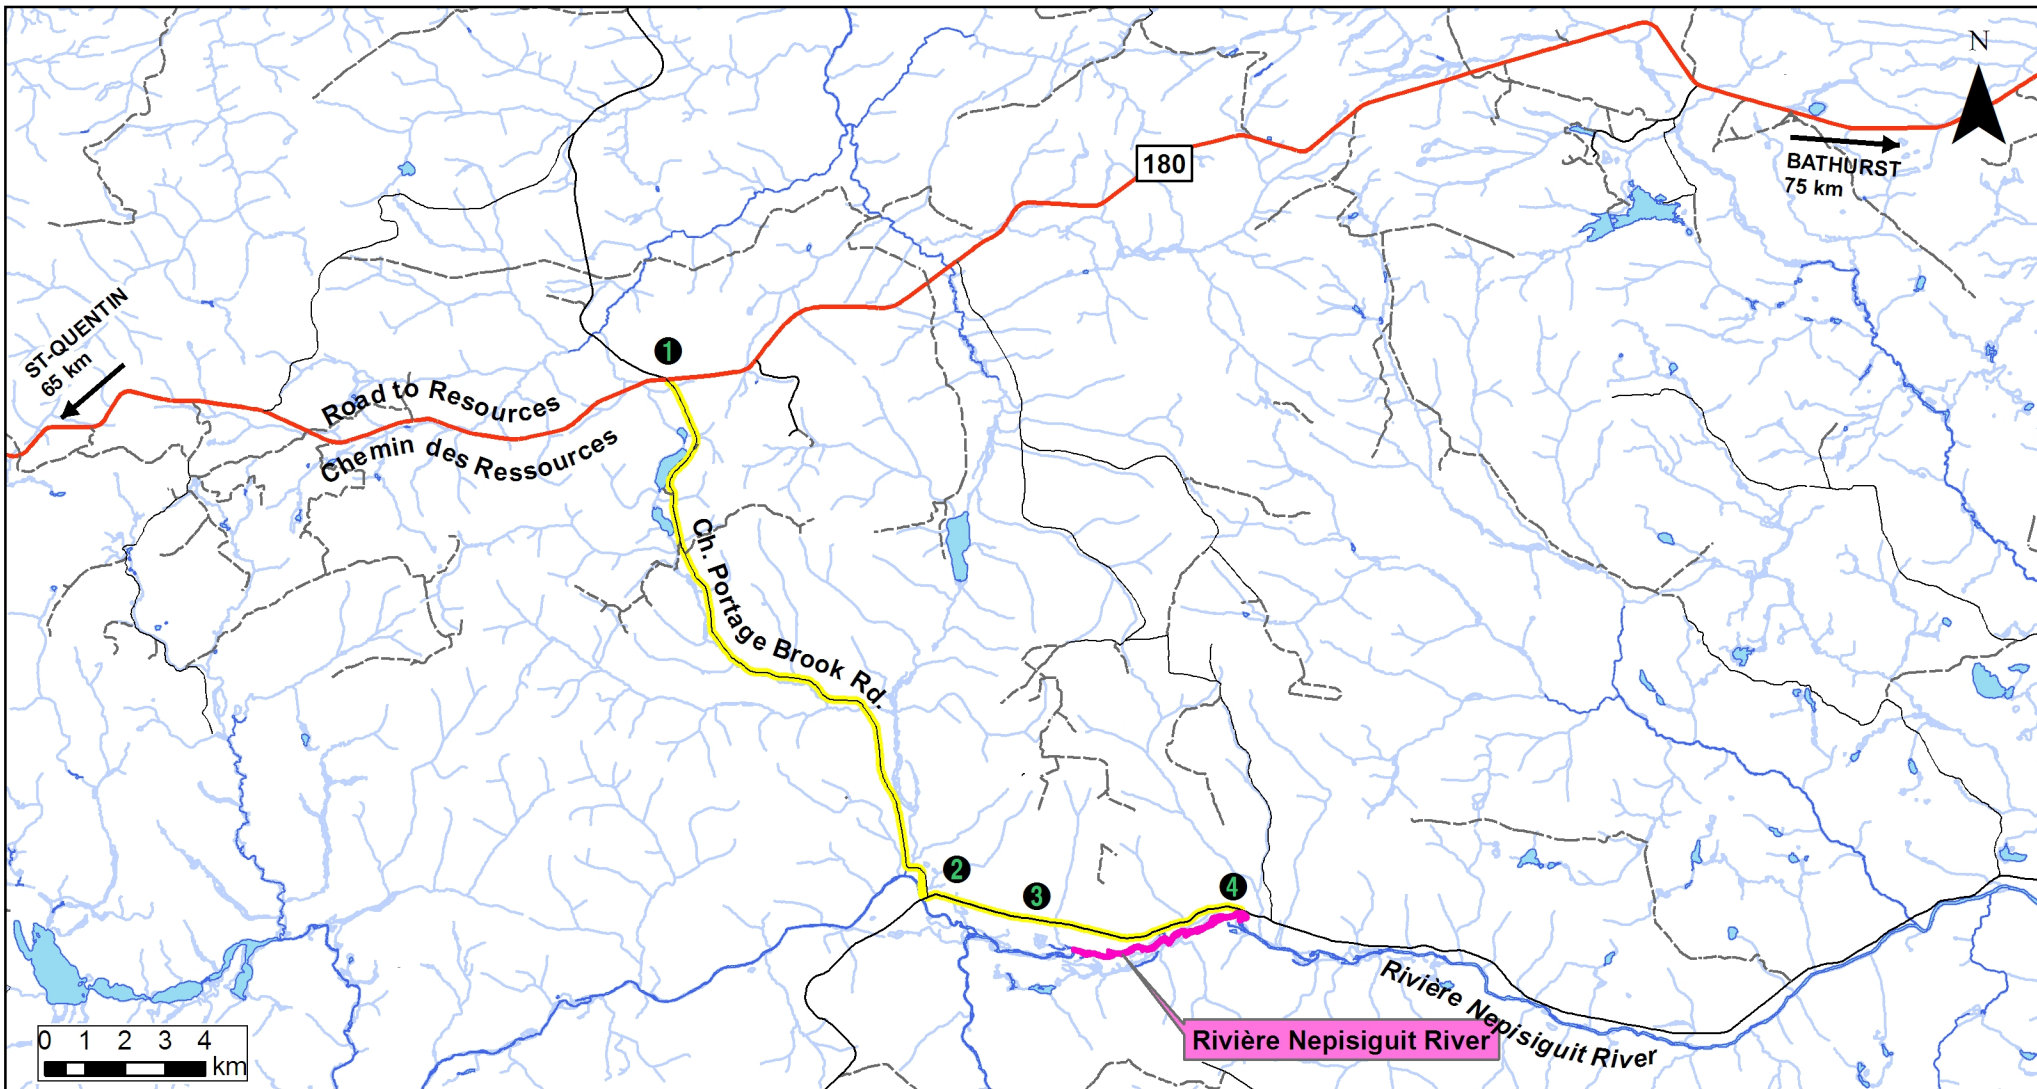 N
180
BATHURST
75 km
ST-QUENTIN
65 km
1
Road to Resources
Chemin des Ressources
Ch. Portage Brook Rd.
2
3
4
Rivière Nepisiguit River
Rivière Nepisiguit River
0 1 2 3 4
km